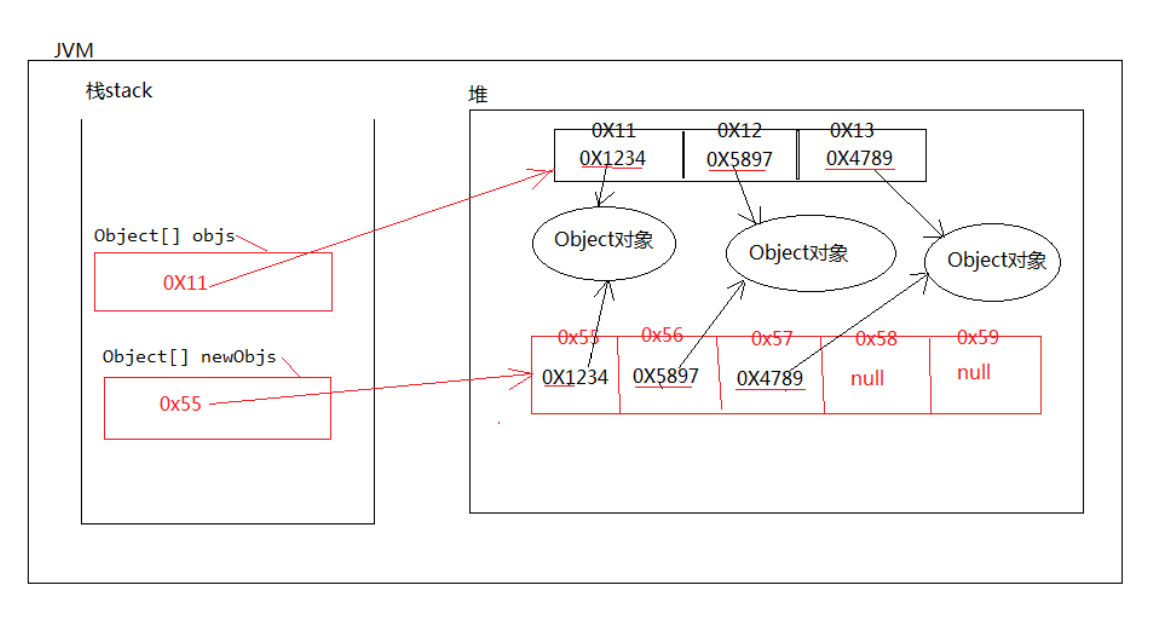 JVM
栈stack
堆
0X11 0X12 0X13
0X1234 0X5897 0X4789
Object[] objs
0X11
Object对象 Object对象 Object对象
Object[] newObjs
0x55
0x55 0x56 0x57 0x58 0x59
0X1234 0X5897 0X4789 null null